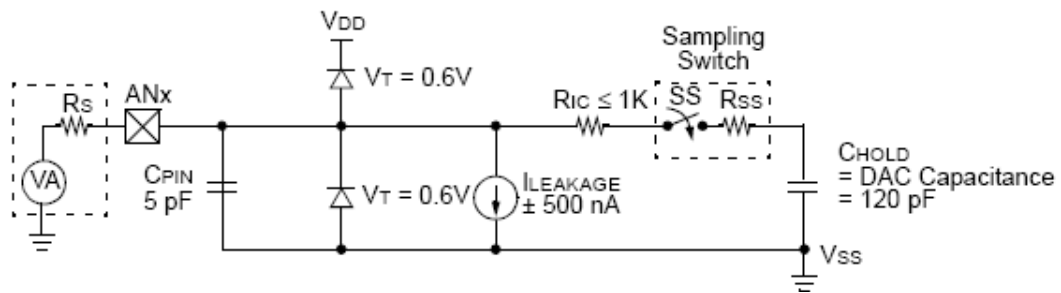 VDD
Sampling
Switch
VT = 0.6V
RS
ANx
RIC ≤ 1K
SS
RSS
VA
CPIN
5 pF
VT = 0.6V
ILEAKAGE
± 500 nA
CHOLD
= DAC Capacitance
= 120 pF
VSS